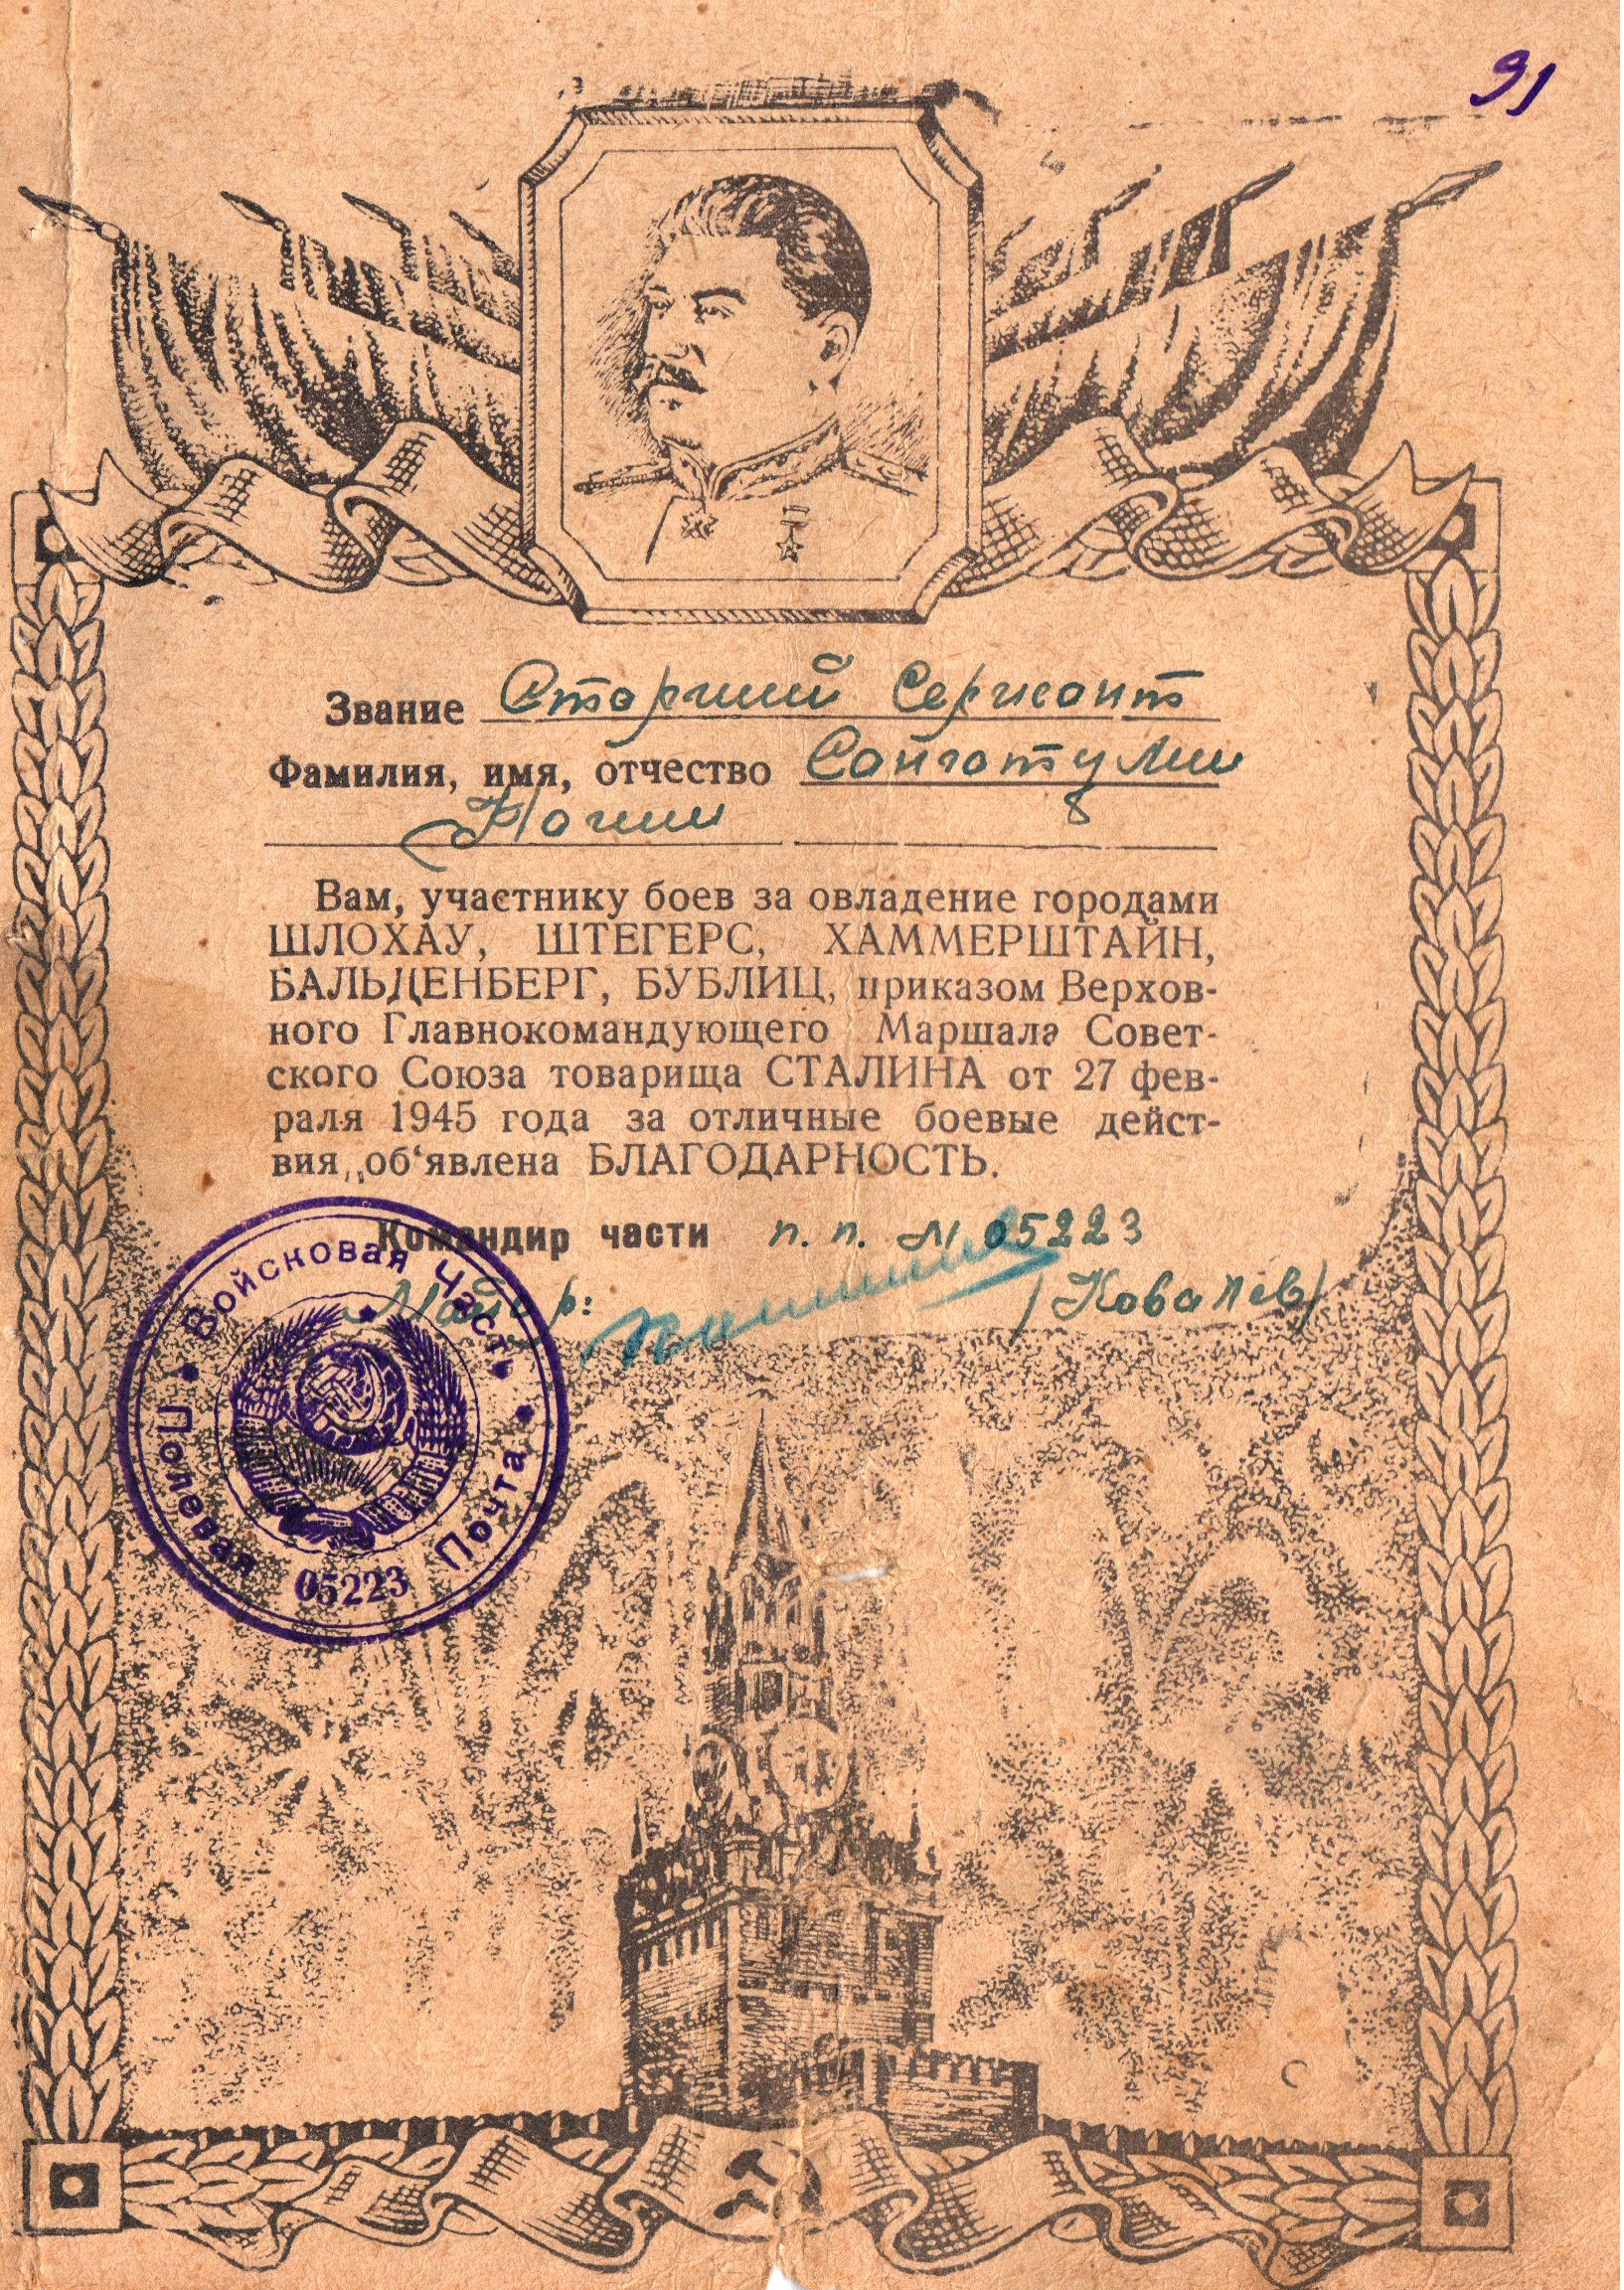 91
Звание Старший Сержант
Фамилия, имя, отчество Сайгатулин
Вам, участнику боев за овладение городами
ШЛОХАУ, ШТЕГЕРС, ХАММЕРШТАЙН,
БАЛЬДЕНБЕРГ, БУБЛИЦ, приказом Верхов-
ного Главнокомандующего Маршала Совет-
ского Союза товарища СТАЛИНА от 27 фев-
раля 1945 года за отличные боевые дейст-
вия, об‘явлена БЛАГОДАРНОСТЬ.
Командир части п. п. № 05223
Майор: /Ковалев/
Войсковая Часть
Полевая Почта
05223